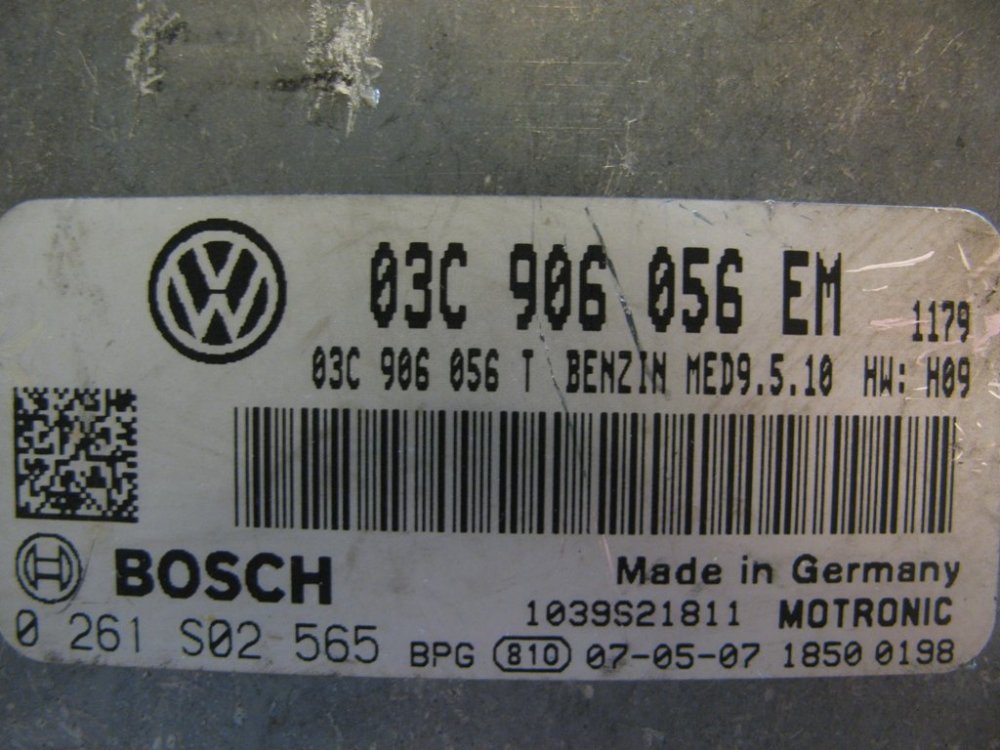 03C 906 056 EM 1179
03C 906 056 T BENZIN MED9.5.10 HW: H09
BOSCH Made in Germany
1039S21811 MOTRONIC
0 261 S02 565 BPG 810 07-05-07 1850 0198